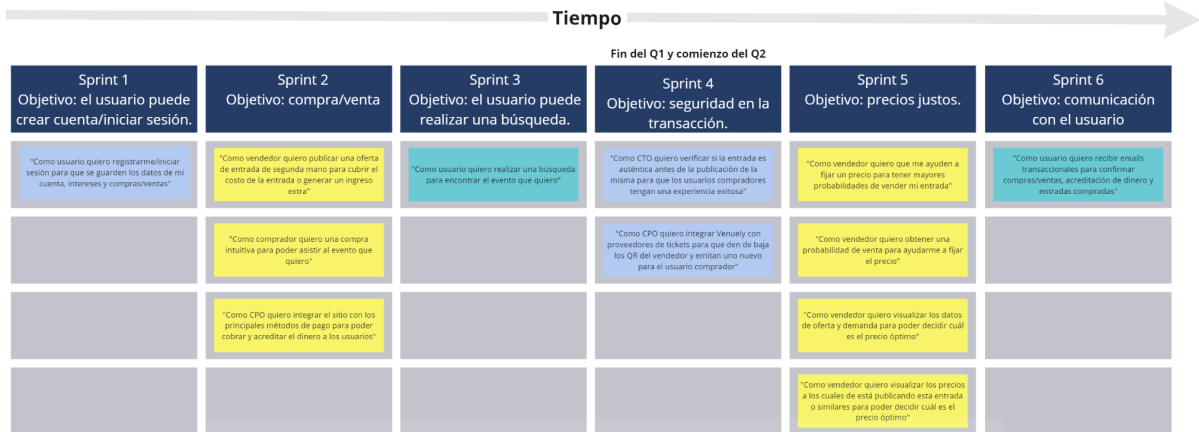 Tiempo
Fin del Q1 y comienzo del Q2
Sprint 1
Objetivo: el usuario puede
crear cuenta/iniciar sesión.
Sprint 2
Objetivo: compra/venta
Sprint 3
Objetivo: el usuario puede
realizar una búsqueda.
Sprint 4
Objetivo: seguridad en la
transacción.
Sprint 5
Objetivo: precios justos.
Sprint 6
Objetivo: comunicación
con el usuario
"Como usuario quiero registrarme/iniciar
sesión para que se guarden los datos de mi
cuenta, intereses y compras/ventas"
"Como vendedor quiero publicar una oferta
de entrada de segunda mano para cubrir el
costo de la entrada o generar un ingreso
extra"
"Como usuario quiero realizar una búsqueda
para encontrar el evento que quiero"
"Como CTO quiero verificar si la entrada es
auténtica antes de la publicación de la
misma para que los usuarios compradores
tengan una experiencia exitosa"
"Como vendedor quiero que me ayuden a
fijar un precio para tener mayores
probabilidades de vender mi entrada"
"Como usuario quiero recibir emails
transaccionales para confirmar
compras/ventas, acreditación de dinero y
entradas compradas"
"Como comprador quiero una compra
intuitiva para poder asistir al evento que
quiero"
"Como CPO quiero integrar Venuely con
proveedores de tickets para que den de baja
los QR del vendedor y emitan uno nuevo
para el usuario comprador"
"Como vendedor quiero obtener una
probabilidad de venta para ayudarme a fijar
el precio"
"Como CPO quiero integrar el sitio con los
principales métodos de pago para poder
cobrar y acreditar el dinero a los usuarios"
"Como vendedor quiero visualizar los datos
de oferta y demanda para poder decidir cuál
es el precio óptimo"
"Como vendedor quiero visualizar los precios
a los cuales de está publicando esta entrada
o similares para poder decidir cuál es el
precio óptimo"